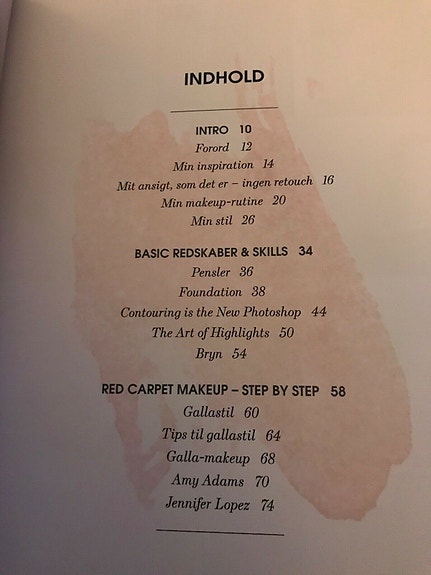 INDHOLD
INTRO 10
Forord 12
Min inspiration 14
Mit ansigt, som det er – ingen retouch 16
Min makeup-rutine 20
Min stil 26
BASIC REDSKABER & SKILLS 34
Pensler 36
Foundation 38
Contouring is the New Photoshop 44
The Art of Highlights 50
Bryn 54
RED CARPET MAKEUP – STEP BY STEP 58
Gallastil 60
Tips til gallastil 64
Galla-makeup 68
Amy Adams 70
Jennifer Lopez 74